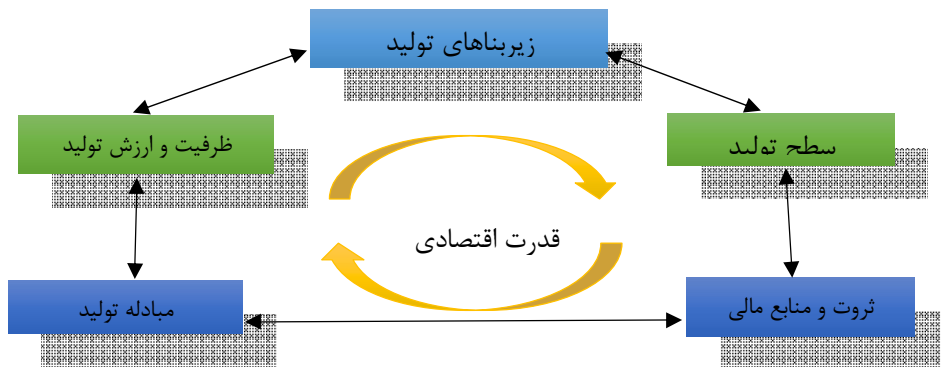 زیربناهای تولید
سطح تولید
ظرفیت و ارزش تولید
قدرت اقتصادی
ثروت و منابع مالی
مبادله تولید